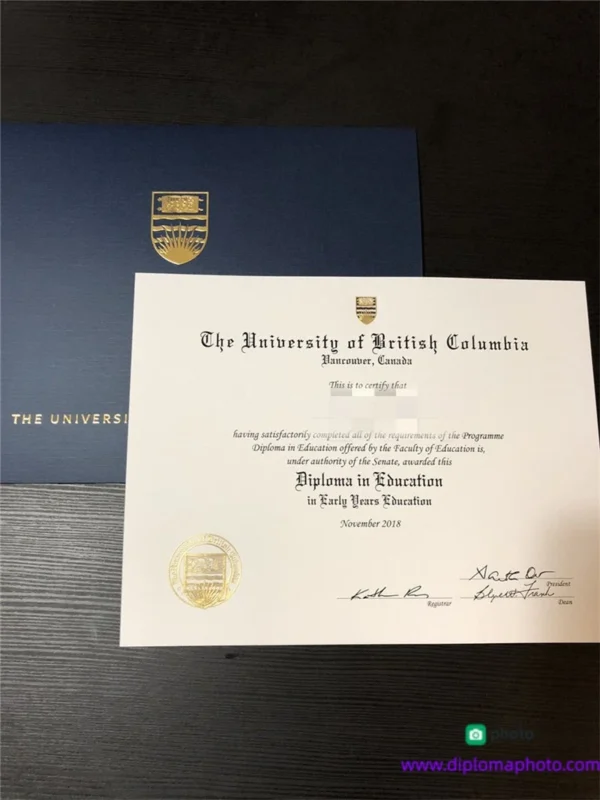 THE UNIVERSI
The University of British Columbia
Vancouver, Canada
This is to certify that
having satisfactorily completed all of the requirements of the Programme
Diploma in Education offered by the Faculty of Education is,
under authority of the Senate, awarded this
Diploma in Education
in Early Years Education
November 2018
President
Registrar
Dean
photo
www.diplomaphoto.com